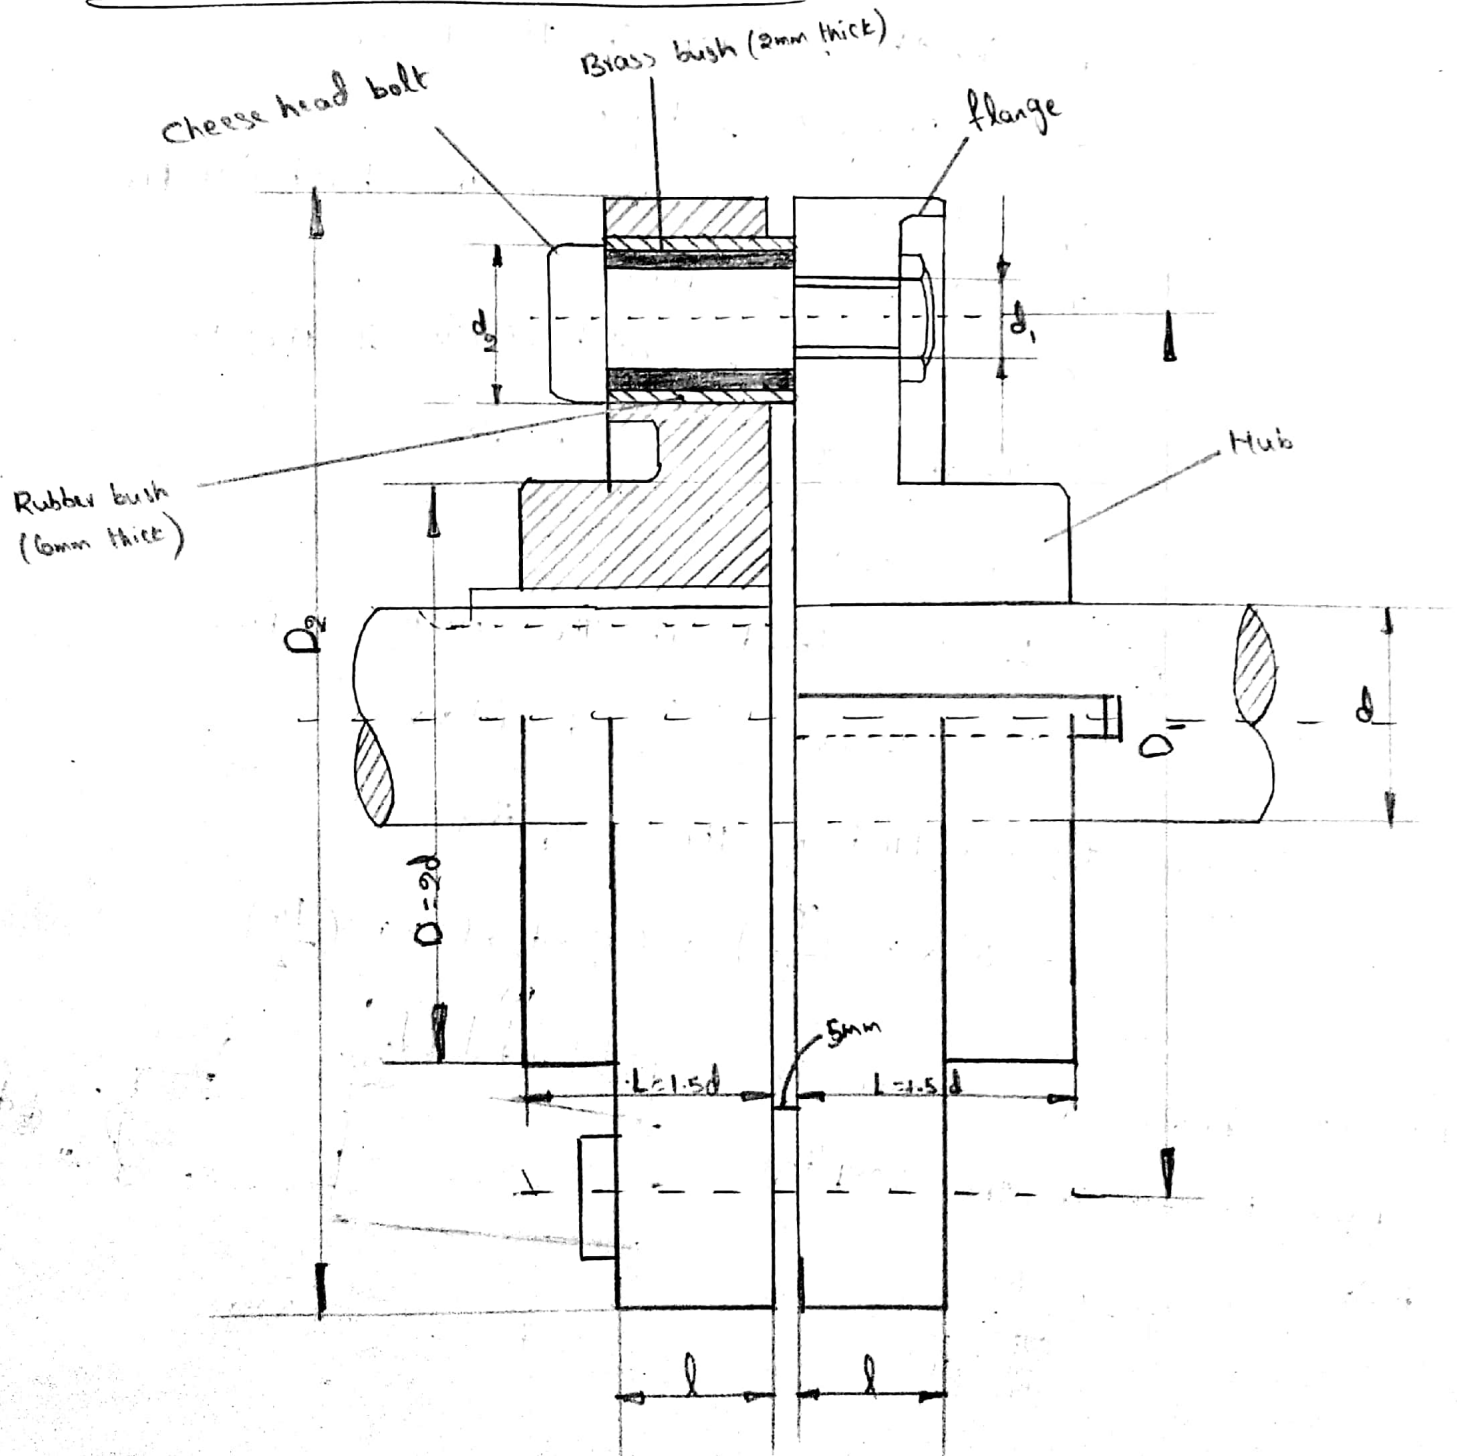 Brass bush (2mm thick)
Cheese head bolt
flange
d2
d1
Hub
Rubber bush
(6mm thick)
D2
d
D1
D = 2d
5mm
L=1.5d
L=1.5d
l
l